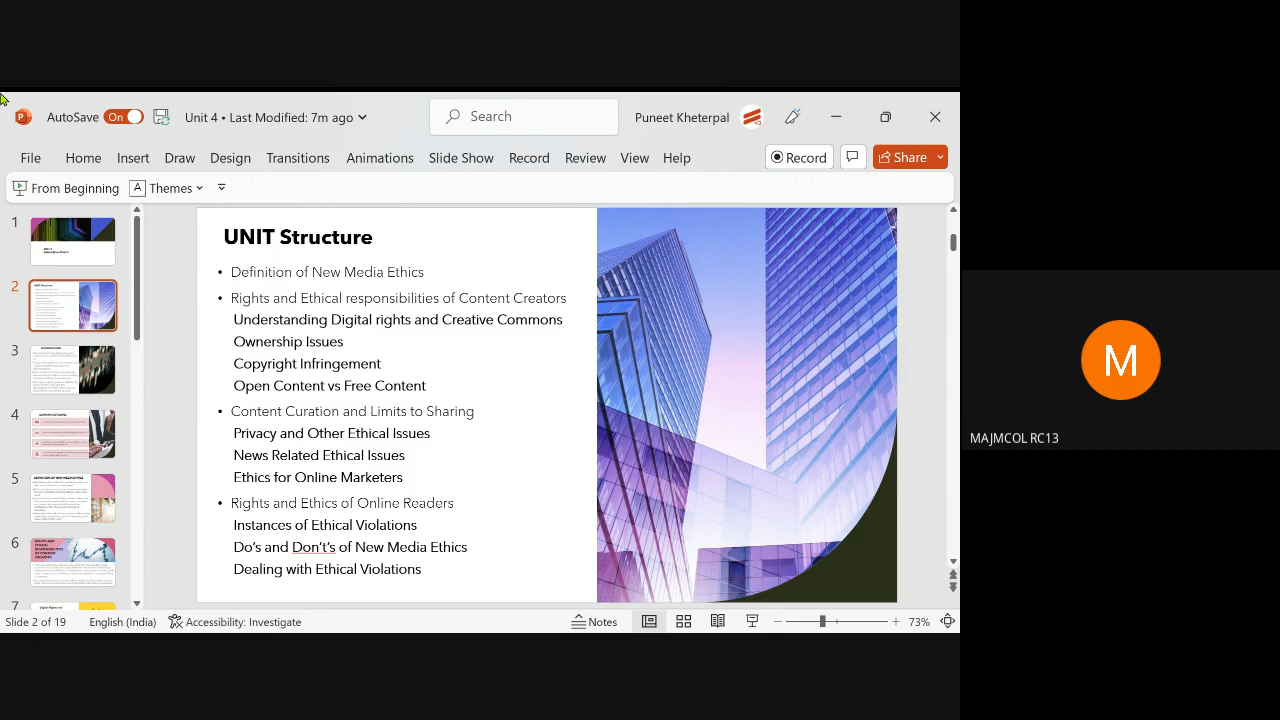 AutoSave On Unit 4 • Last Modified: 7m ago Search Puneet Kheterpal
File Home Insert Draw Design Transitions Animations Slide Show Record Review View Help Record Share
From Beginning A Themes
1
2
3
4
5
6
7
UNIT Structure
• Definition of New Media Ethics
• Rights and Ethical responsibilities of Content Creators
Understanding Digital rights and Creative Commons
Ownership Issues
Copyright Infringement
Open Content vs Free Content
• Content Curation and Limits to Sharing
Privacy and Other Ethical Issues
News Related Ethical Issues
Ethics for Online Marketers
• Rights and Ethics of Online Readers
Instances of Ethical Violations
Do's and Don't's of New Media Ethics
Dealing with Ethical Violations
Slide 2 of 19 English (India) Accessibility: Investigate Notes 73%
M
MAJMCOL RC13